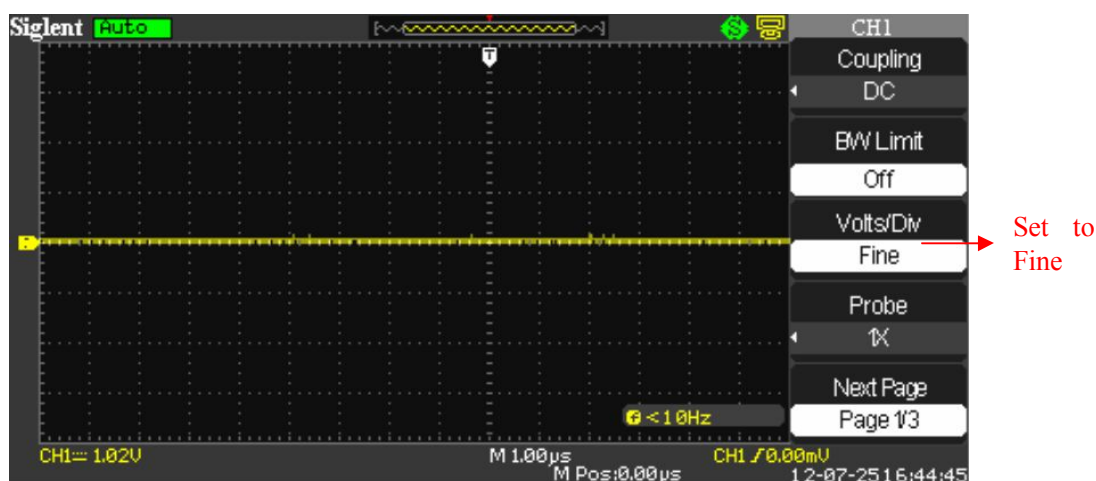 Siglent Auto
CH1
Coupling
DC
BW Limit
Off
Volts/Div
Fine
Probe
1X
Next Page
Page 1/3
Set to
Fine
T
<10Hz
CH1 1.02V
M 1.00µs
CH1 0.00mV
M Pos:0.00µs
12-07-25 16:44:45